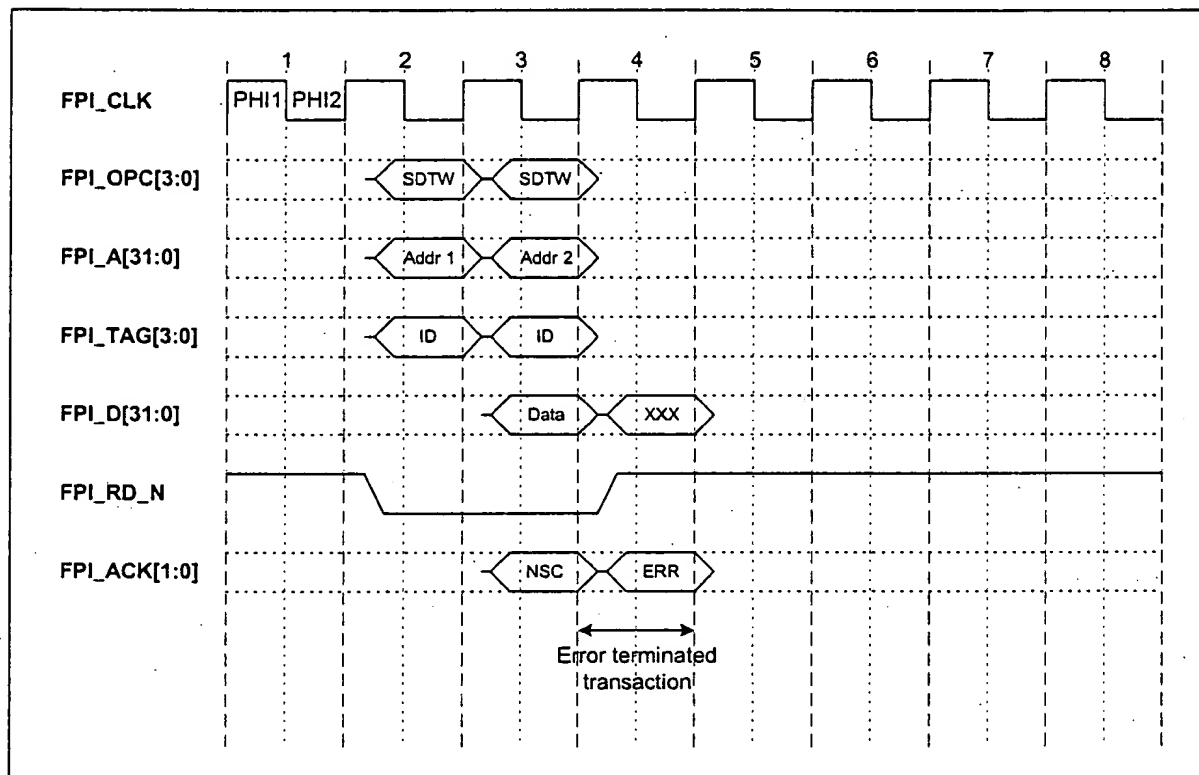 1 2 3 4 5 6 7 8
FPI_CLK PHI1 PHI2
FPI_OPC[3:0] SDTW SDTW
FPI_A[31:0] Addr 1 Addr 2
FPI_TAG[3:0] ID ID
FPI_D[31:0] Data XXX
FPI_RD_N
FPI_ACK[1:0] NSC ERR
Error terminated
transaction